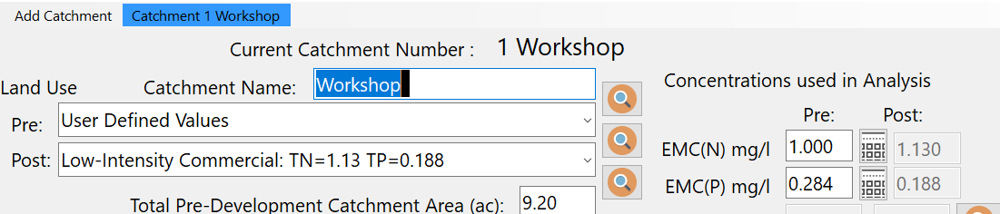 Add Catchment Catchment 1 Workshop
Current Catchment Number : 1 Workshop
Land Use Catchment Name: Workshop
Concentrations used in Analysis
Pre: User Defined Values
Pre: Post:
Post: Low-Intensity Commercial: TN=1.13 TP=0.188
EMC(N) mg/l 1.000 1.130
EMC(P) mg/l 0.284 0.188
Total Pre-Development Catchment Area (ac): 9.20